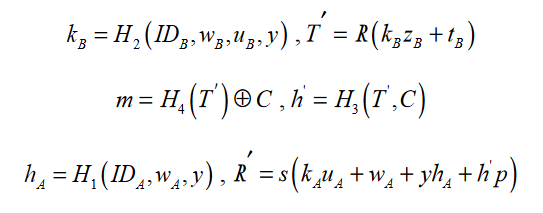 k_B = H_2(ID_B, w_B, u_B, y) , T′ = R(k_B z_B + t_B)
m = H_4(T′) ⊕ C , h′ = H_3(T′, C)
h_A = H_1(ID_A, w_A, y) , R′ = s(k_A u_A + w_A + y h_A + h′p)